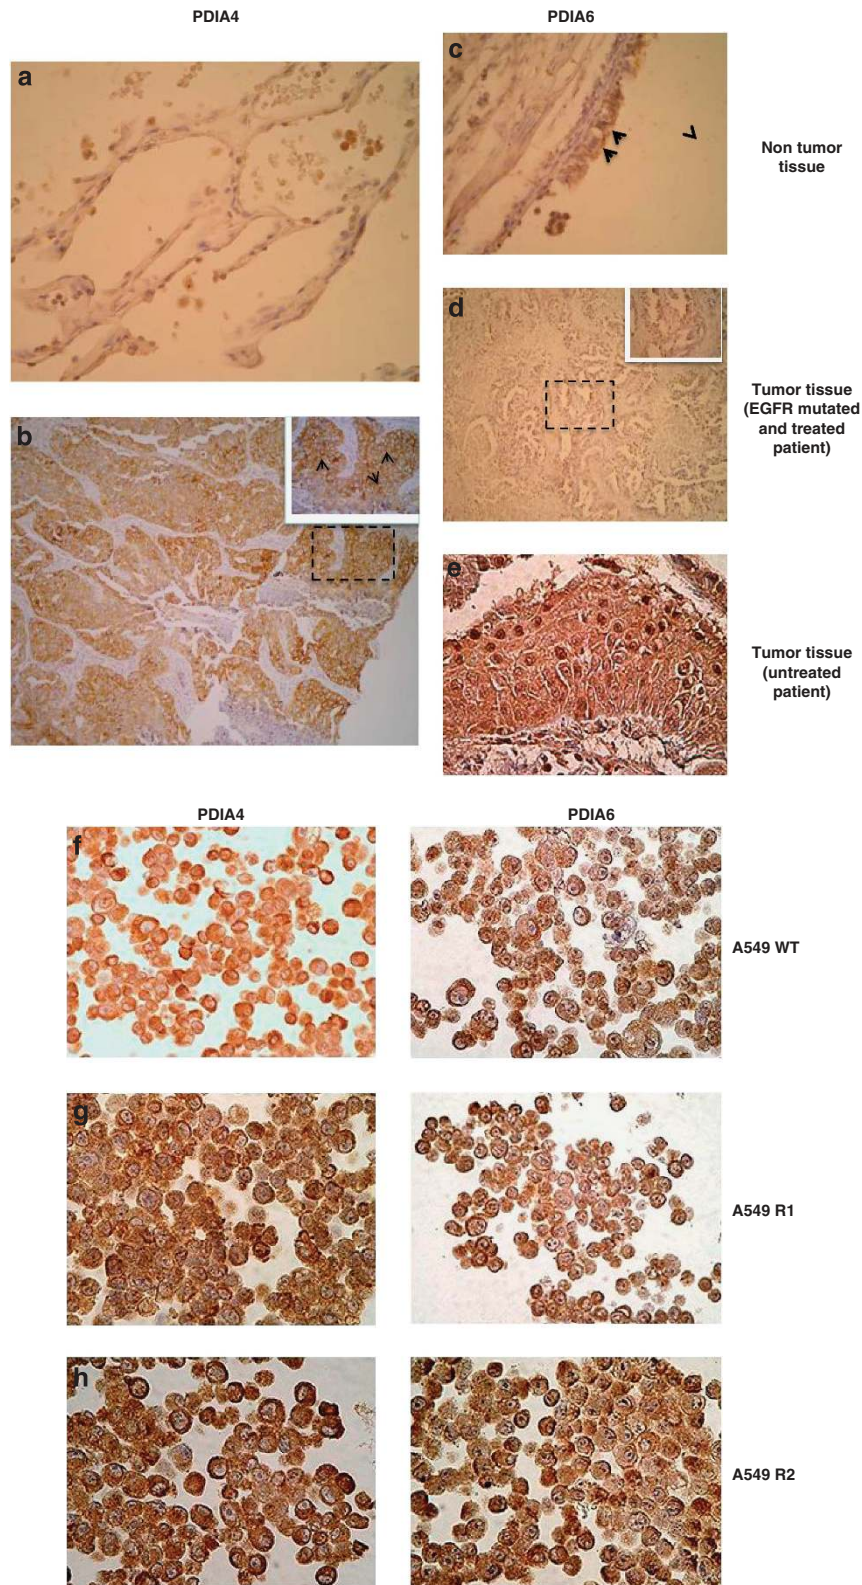 PDIA4
PDIA6
a
c
Non tumor
tissue
d
Tumor tissue
(EGFR mutated
and treated
patient)
b
e
Tumor tissue
(untreated
patient)
PDIA4
PDIA6
f
A549 WT
g
A549 R1
h
A549 R2